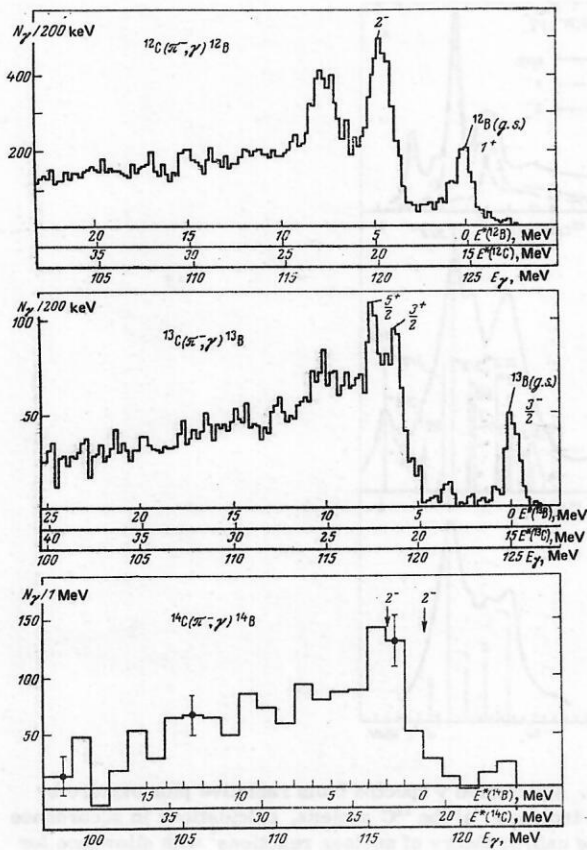 Nγ/200 keV
¹²C(π⁻,γ)¹²B
2⁻
400
¹²B(g.s.)
1⁺
200
20 15 10 5 0 E*(¹²B), MeV
35 30 25 20 15 E*(¹²C), MeV
105 110 115 120 125 Eγ, MeV
Nγ/200 keV
100
¹³C(π⁻,γ)¹³B
5⁺/2
3⁺/2
¹³B(g.s.)
3⁻/2
50
25 20 15 10 5 0 E*(¹³B), MeV
40 35 30 25 20 15 E*(¹³C), MeV
100 105 110 115 120 125 Eγ, MeV
Nγ/1 MeV
2⁻ 2⁻
150
¹⁴C(π⁻,γ)¹⁴B
100
50
15 10 5 0 E*(¹⁴B), MeV
40 35 30 25 20 E*(¹⁴C), MeV
100 105 110 115 120 Eγ, MeV